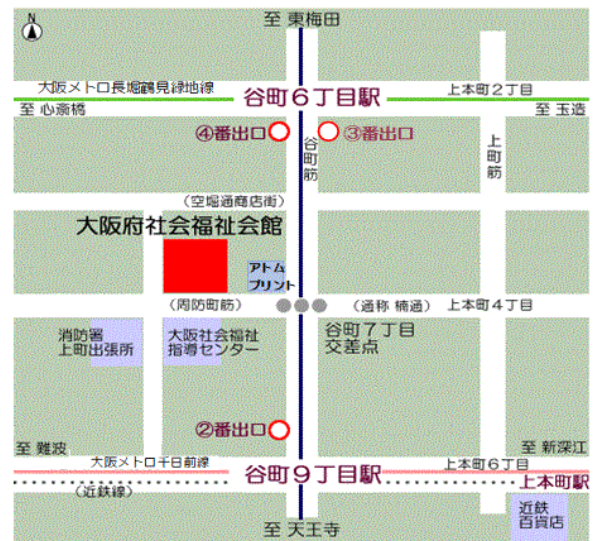 N
至 東梅田
大阪メトロ長堀鶴見緑地線
谷町6丁目駅
上本町2丁目
至 心斎橋
至 玉造
④番出口
③番出口
谷町筋
上町筋
(空堀通商店街)
大阪府社会福祉会館
アトム
プリント
(周防町筋)
(通称 楠通)
上本町4丁目
消防署
上町出張所
大阪社会福祉
指導センター
谷町7丁目
交差点
②番出口
至 難波
至 新深江
大阪メトロ千日前線
谷町9丁目駅
上本町6丁目
(近鉄線)
上本町駅
近鉄
百貨店
至 天王寺